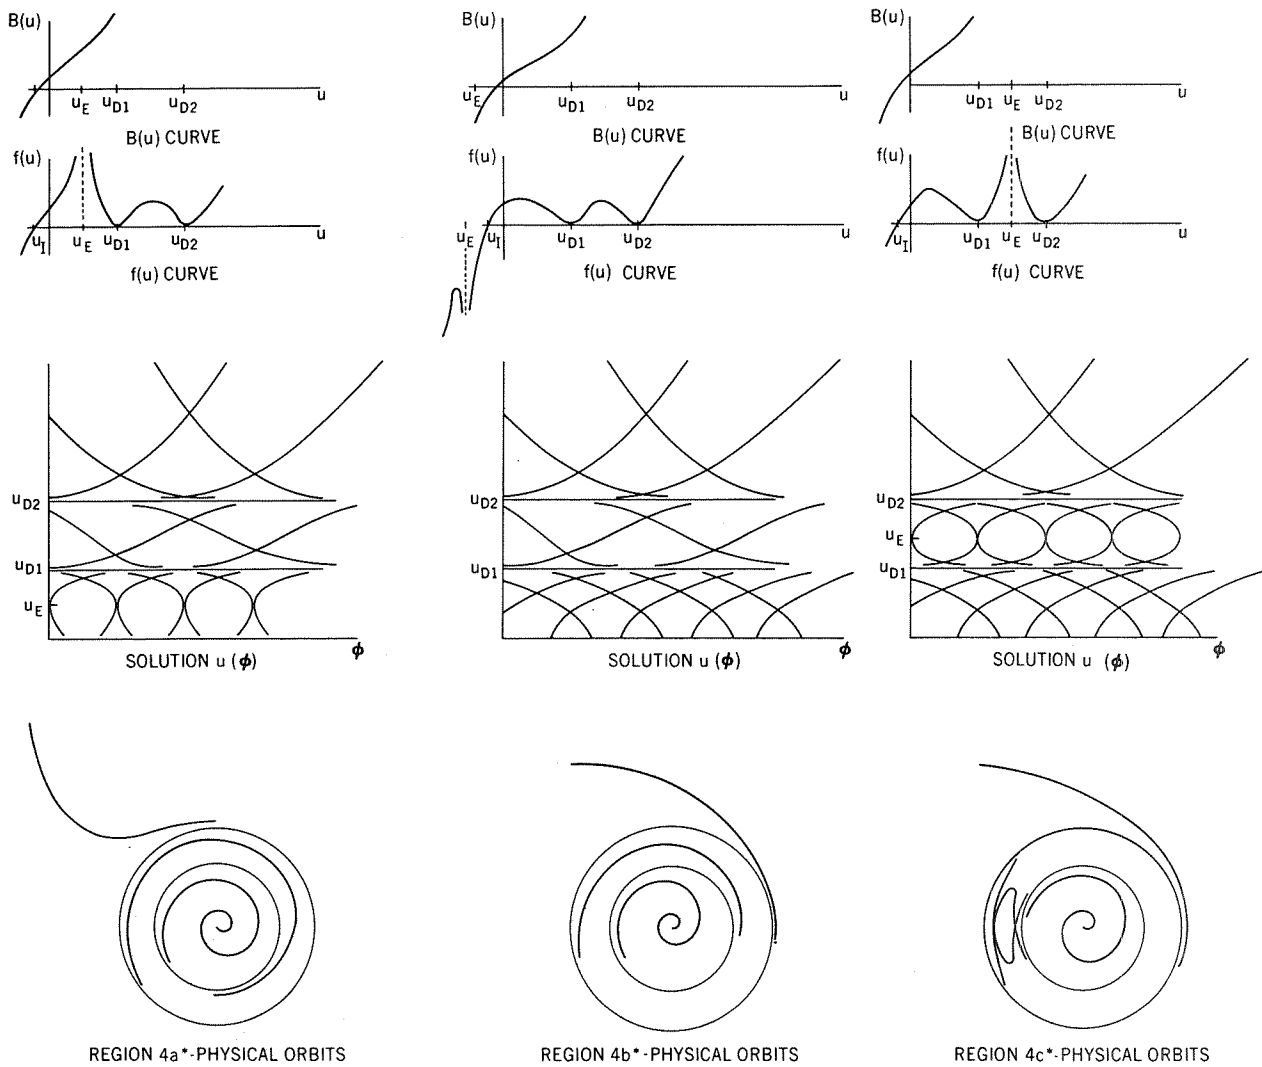 B(u)
u_E u_D1 u_D2 u
B(u) CURVE
f(u)
u_I u_E u_D1 u_D2 u
f(u) CURVE
u_D2
u_D1
u_E
ϕ
SOLUTION u (ϕ)
REGION 4a*-PHYSICAL ORBITS
B(u)
u_E u_D1 u_D2 u
B(u) CURVE
f(u)
u_E u_I u_D1 u_D2 u
f(u) CURVE
u_D2
u_D1
ϕ
SOLUTION u (ϕ)
REGION 4b*-PHYSICAL ORBITS
B(u)
u_D1 u_E u_D2 u
B(u) CURVE
f(u)
u_I u_D1 u_E u_D2 u
f(u) CURVE
u_D2
u_E
u_D1
ϕ
SOLUTION u (ϕ)
REGION 4c*-PHYSICAL ORBITS